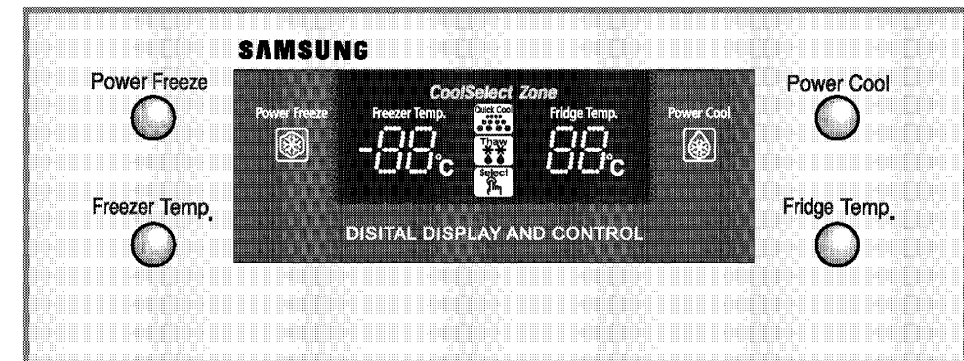 SAMSUNG
Power Freeze
Power Cool
CoolSelect Zone
Power Freeze
Freezer Temp.
Quick Cool
Fridge Temp.
Power Cool
-88°C
Thaw
88°C
Select
Freezer Temp.
Fridge Temp.
DISITAL DISPLAY AND CONTROL